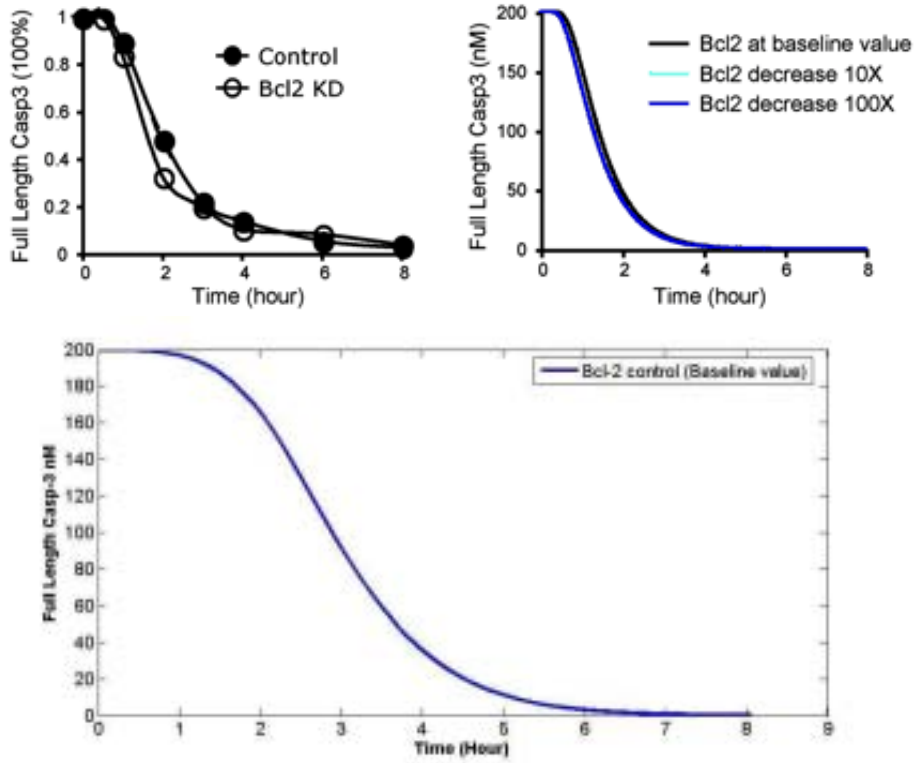 Full Length Casp3 (100%)
1
0.8
0.6
0.4
0.2
0
Control
Bcl2 KD
0 2 4 6 8
Time (hour)
Full Length Casp3 (nM)
200
150
100
50
0
Bcl2 at baseline value
Bcl2 decrease 10X
Bcl2 decrease 100X
0 2 4 6 8
Time (hour)
Full Length Casp-3 nM
200
180
160
140
120
100
80
60
40
20
0
Bcl-2 control (Baseline value)
0 1 2 3 4 5 6 7 8 9
Time (Hour)